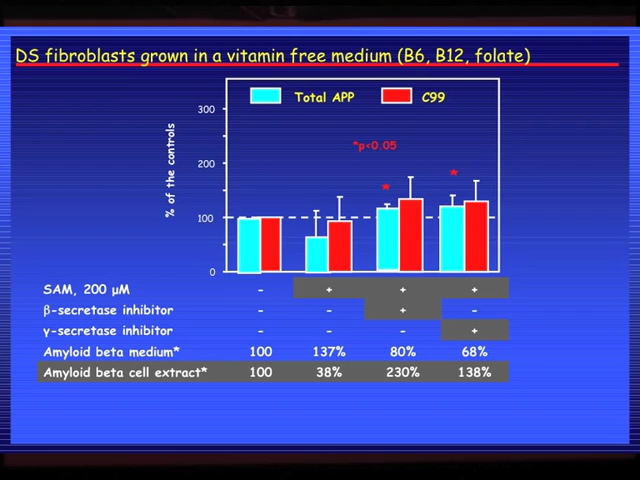 DS fibroblasts grown in a vitamin free medium (B6, B12, folate)
Total APP C99
300
*p<0.05
200
*
*
100
0
% of the controls
SAM, 200 µM - + + +
β-secretase inhibitor - - + -
γ-secretase inhibitor - - - +
Amyloid beta medium* 100 137% 80% 68%
Amyloid beta cell extract* 100 38% 230% 138%